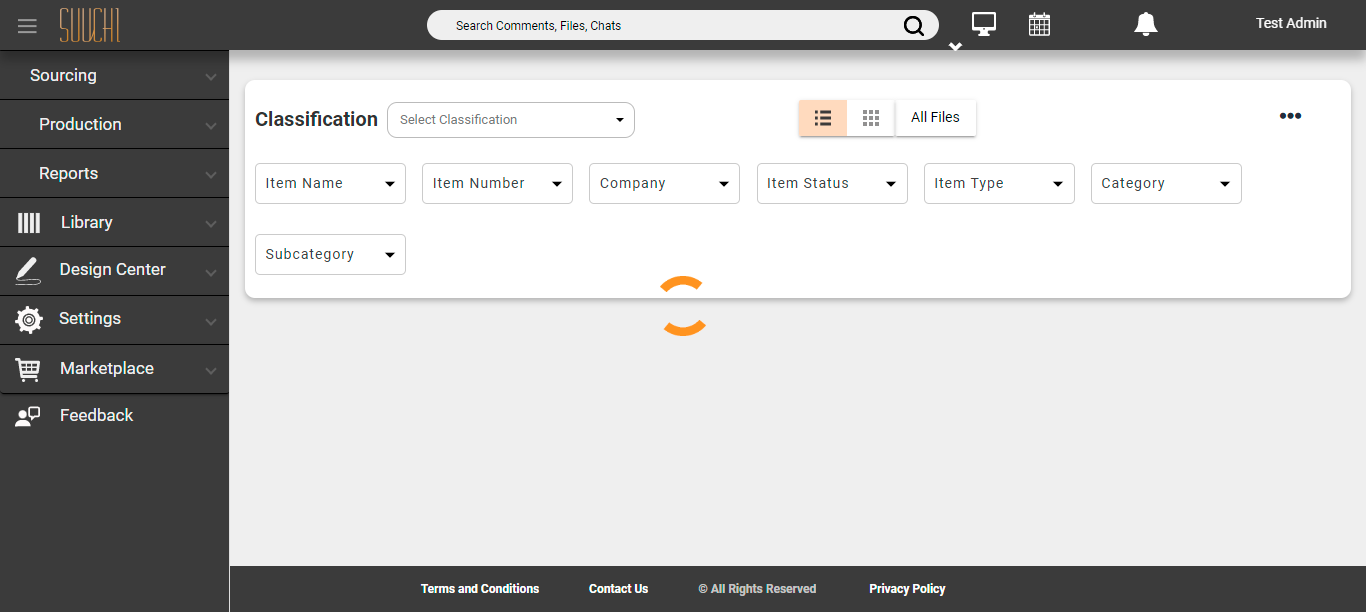 SUUCHI
Search Comments, Files, Chats
Test Admin
Sourcing
Production
Reports
Library
Design Center
Settings
Marketplace
Feedback
Classification
Select Classification
All Files
Item Name
Item Number
Company
Item Status
Item Type
Category
Subcategory
Terms and Conditions
Contact Us
© All Rights Reserved
Privacy Policy